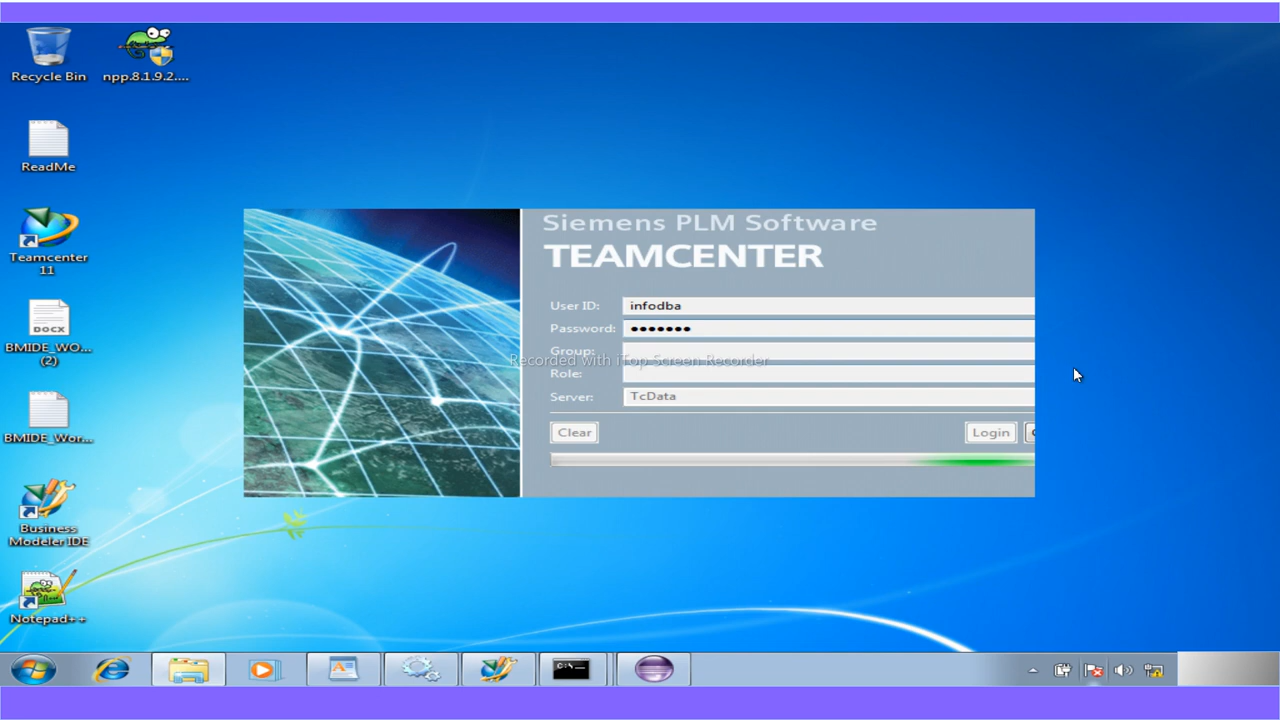 Recycle Bin
npp.8.1.9.2....
ReadMe
Teamcenter
11
DOCX
BMIDE_WO...
(2)
BMIDE_Wor...
Business
Modeler IDE
Notepad++
Siemens PLM Software
TEAMCENTER
User ID: infodba
Password: ●●●●●●●
Group:
Recorded with iTop Screen Recorder
Role:
Server: TcData
Clear
Login
C:\